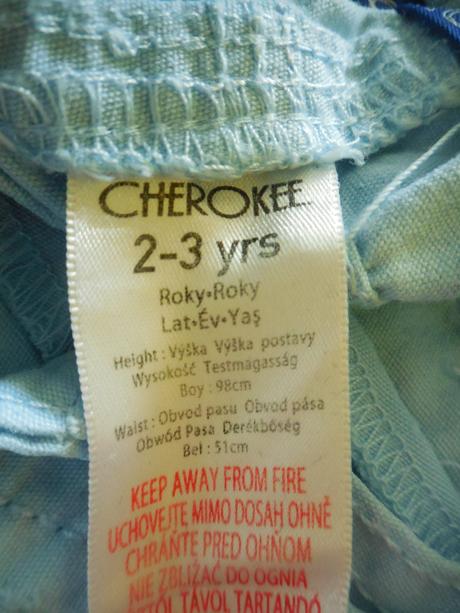 CHEROKEE
2-3 yrs
Roky•Roky
Lat•Év•Yaş
Height : Výška Výška postavy
Wysokość Testmagasság
Boy : 98cm
Waist : Obvod pasu Obvod pása
Obwód Pasa Derékbőség
Bel : 51cm
KEEP AWAY FROM FIRE
UCHOVEJTE MIMO DOSAH OHNĚ
CHRÁŇTE PRED OHŇOM
NIE ZBLIŻAĆ DO OGNIA
TÁVOL TARTANDÓ